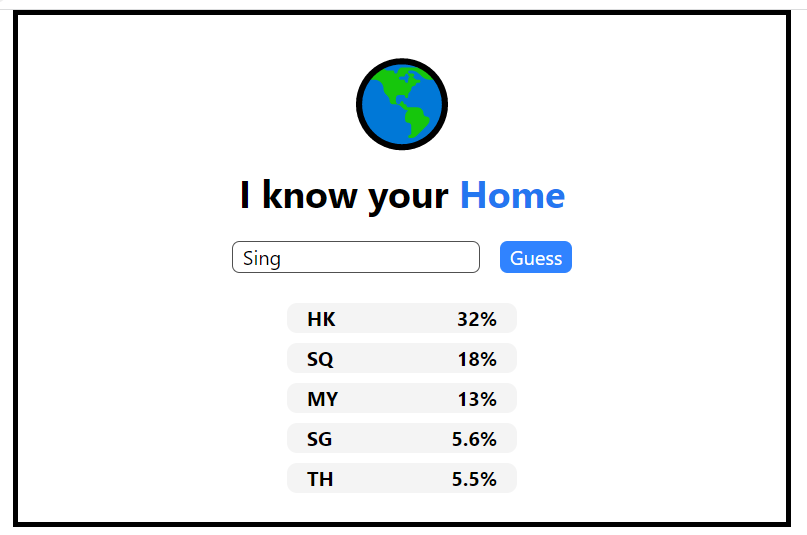 I know your Home
Sing Guess
HK 32%
SQ 18%
MY 13%
SG 5.6%
TH 5.5%